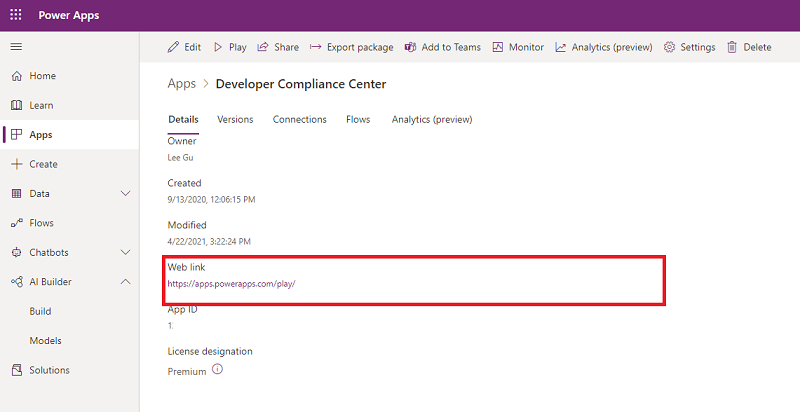 Power Apps
Edit Play Share Export package Add to Teams Monitor Analytics (preview) Settings Delete
Home
Learn
Apps
Create
Data
Flows
Chatbots
AI Builder
Build
Models
Solutions
Apps > Developer Compliance Center
Details Versions Connections Flows Analytics (preview)
Owner
Lee Gu
Created
9/13/2020, 12:06:15 PM
Modified
4/22/2021, 3:22:24 PM
Web link
https://apps.powerapps.com/play/
App ID
1.
License designation
Premium